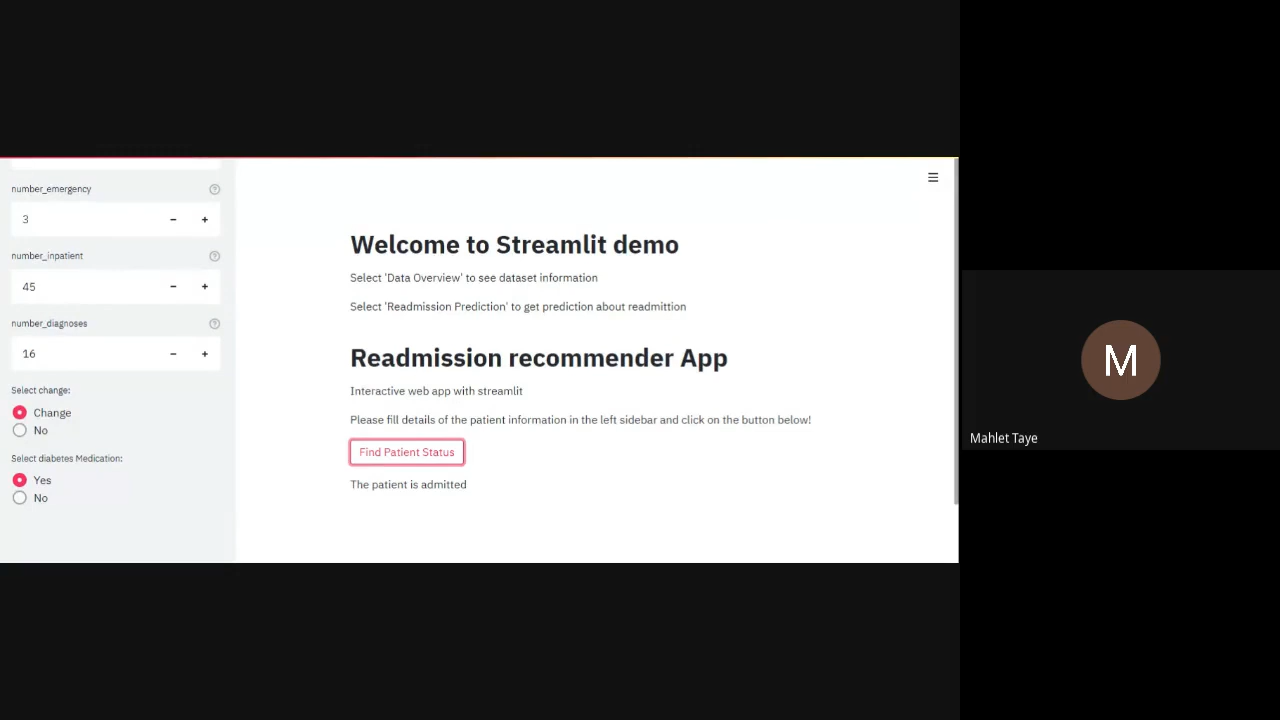 number_emergency
3
number_inpatient
45
number_diagnoses
16
Select change:
Change
No
Select diabetes Medication:
Yes
No
Welcome to Streamlit demo
Select 'Data Overview' to see dataset information
Select 'Readmission Prediction' to get prediction about readmittion
Readmission recommender App
Interactive web app with streamlit
Please fill details of the patient information in the left sidebar and click on the button below!
Find Patient Status
The patient is admitted
M
Mahlet Taye